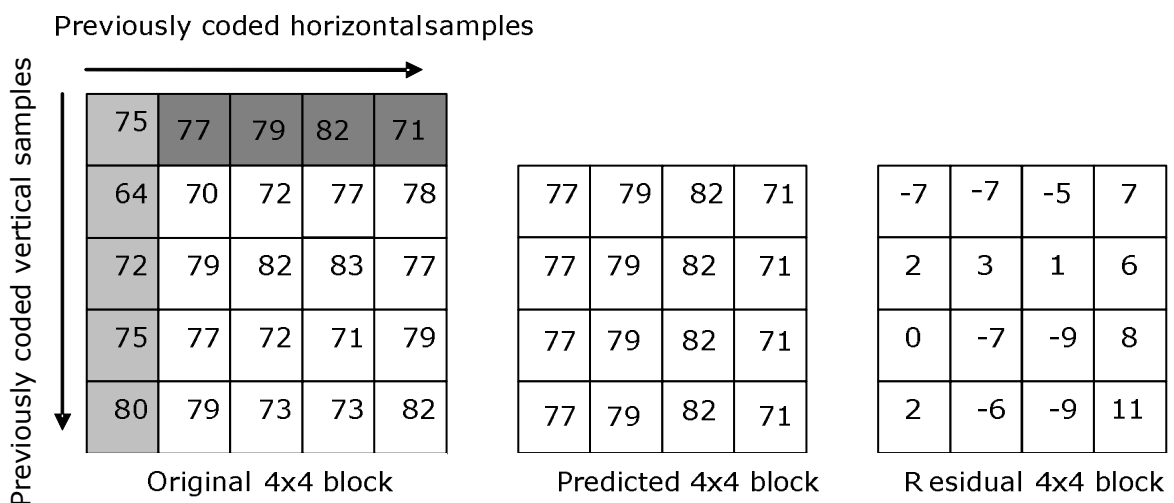 Previously coded horizontalsamples
Previously coded vertical samples
75 77 79 82 71
64 70 72 77 78
72 79 82 83 77
75 77 72 71 79
80 79 73 73 82
Original 4x4 block
77 79 82 71
77 79 82 71
77 79 82 71
77 79 82 71
Predicted 4x4 block
-7 -7 -5 7
2 3 1 6
0 -7 -9 8
2 -6 -9 11
R esidual 4x4 block